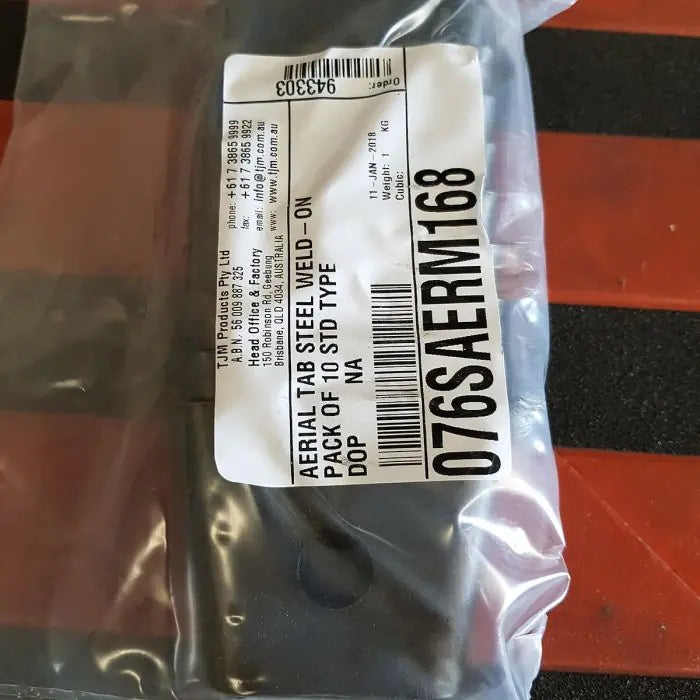 TJM Products Pty Ltd
A.B.N. 56 009 887 325
Head Office & Factory
150 Robinson Rd, Geebung
Brisbane, QLD 4034, AUSTRALIA
phone: +61 7 3865 9999
fax: +61 7 3865 9922
email: info@tjm.com.au
www: www.tjm.com.au
Order:
943303
AERIAL TAB STEEL WELD-ON
PACK OF 10 STD TYPE
DOP NA
11-JAN-2018
Weight: 1 KG
Cubic:
076SAERM168